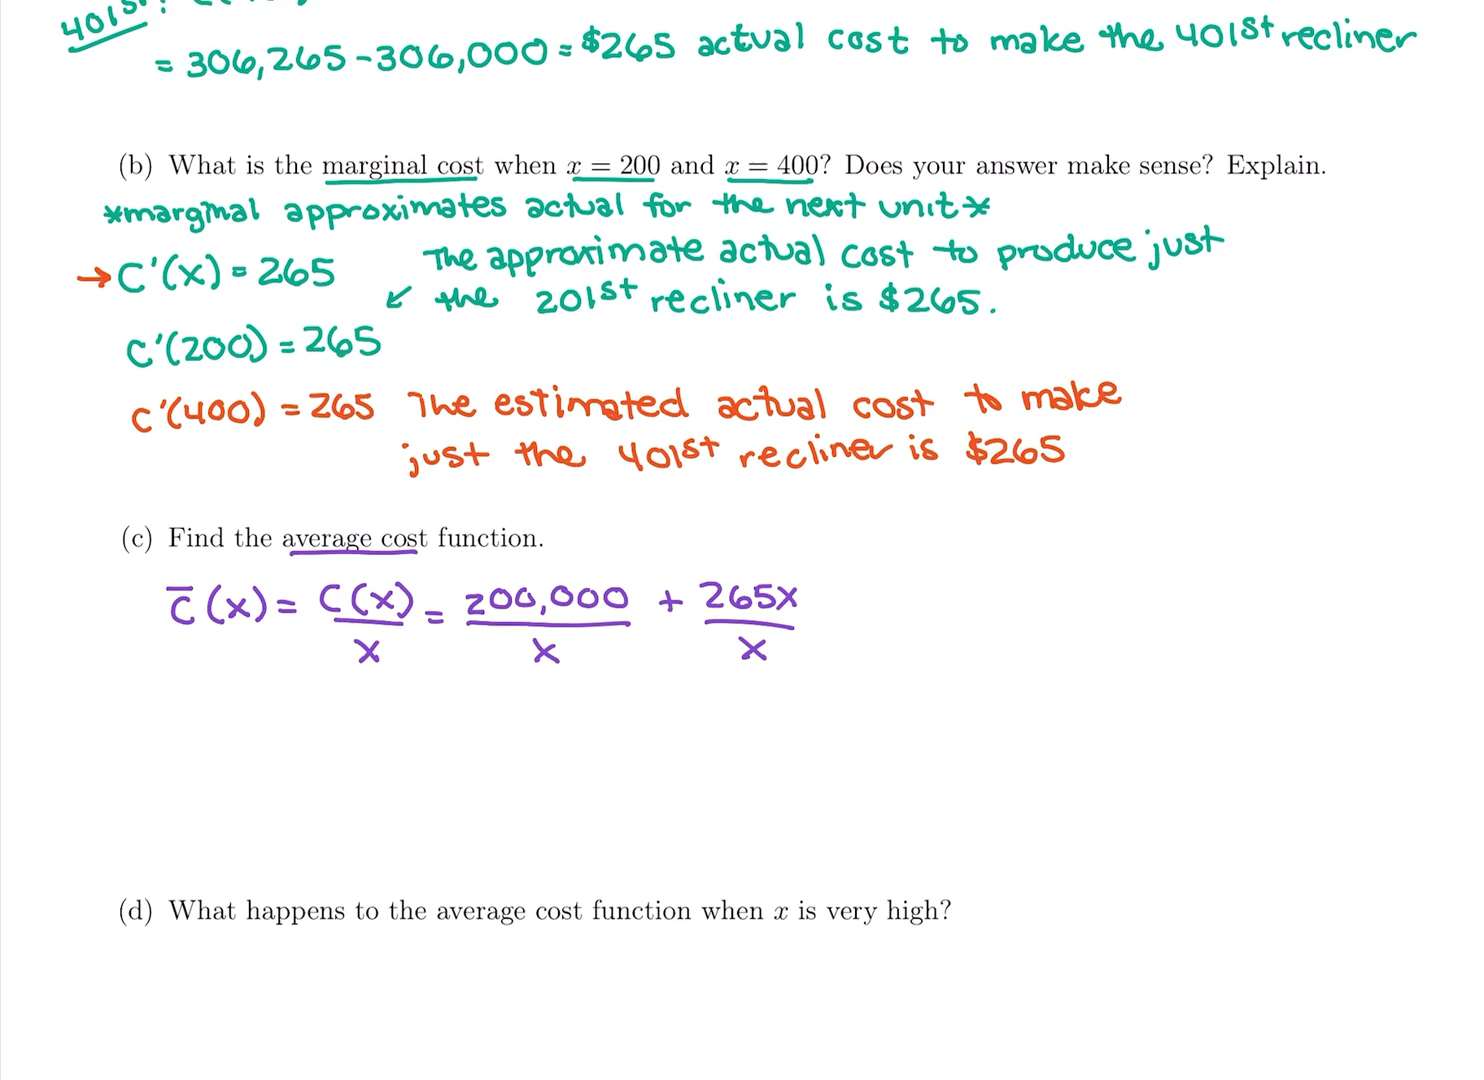 401st:
= 306,265 - 306,000 = $265 actual cost to make the 401st recliner
(b) What is the marginal cost when x = 200 and x = 400? Does your answer make sense? Explain.
*marginal approximates actual for the next unit*
→ C'(x) = 265
The approximate actual cost to produce just
↙ the 201st recliner is $265.
C'(200) = 265
C'(400) = 265 The estimated actual cost to make
just the 401st recliner is $265
(c) Find the average cost function.
C̄(x) = C(x)/x = 200,000/x + 265x/x
(d) What happens to the average cost function when x is very high?